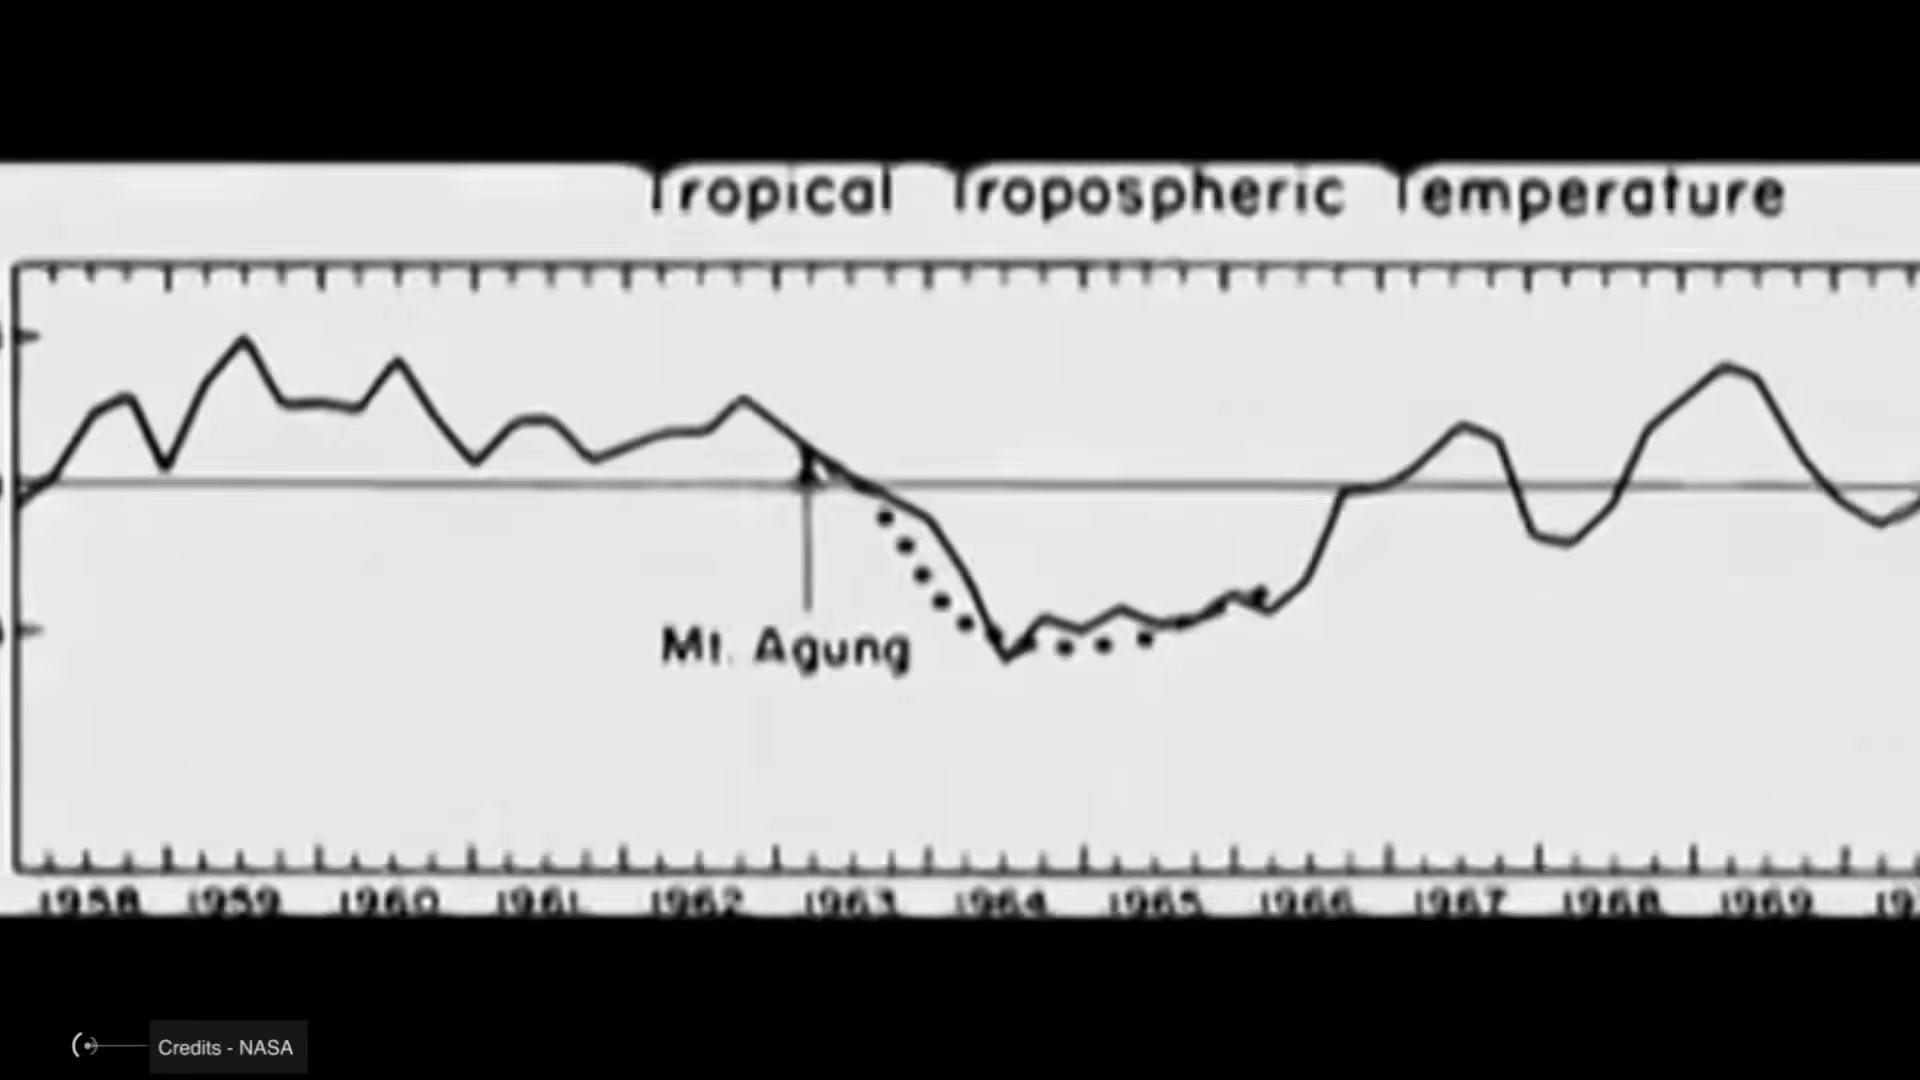 Tropical Tropospheric Temperature
Mt. Agung
1958 1959 1960 1961 1962 1963 1964 1965 1966 1967 1968 1969
Credits - NASA